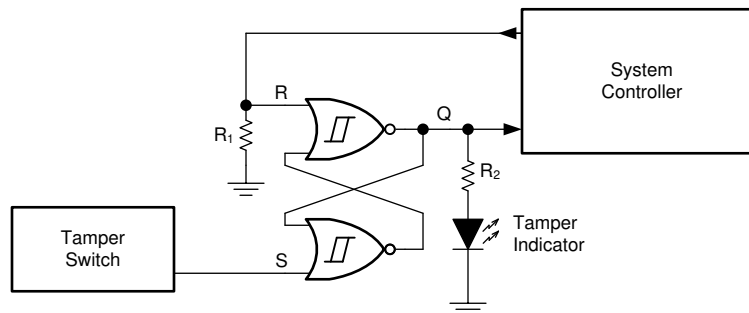 System
Controller
R
Q
R1
R2
Tamper
Indicator
Tamper
Switch
S